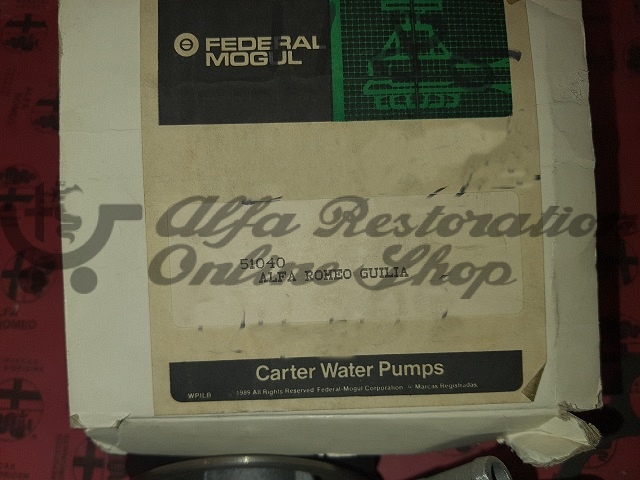 FEDERAL
MOGUL
Alfa Restoration
Online Shop
51040
ALFA ROMEO GUILIA
Carter Water Pumps
WPILB
1989 All Rights Reserved Federal-Mogul Corporation - Marcas Registradas